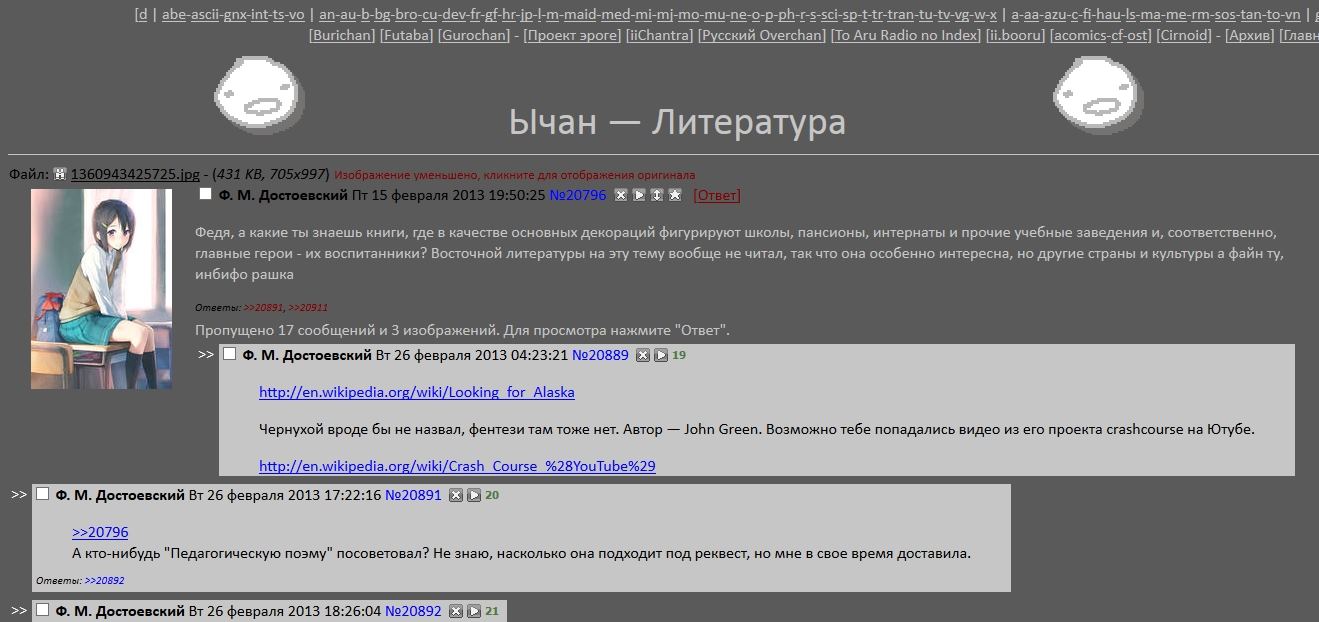 [d | abe-ascii-gnx-int-ts-vo | an-au-b-bg-bro-cu-dev-fr-gf-hr-jp-l-m-maid-med-mi-mj-mo-mu-ne-o-p-ph-r-s-sci-sp-t-tr-tran-tu-tv-vg-w-x | a-aa-azu-c-fi-hau-ls-ma-me-rm-sos-tan-to-vn |
[Burichan] [Futaba] [Gurochan] - [Проект эроге] [iiChantra] [Русский Overchan] [To Aru Radio no Index] [ii.booru] [acomics-cf-ost] [Cirnoid] - [Архив] [Главн
Ычан — Литература
Файл: 1360943425725.jpg - (431 KB, 705x997) Изображение уменьшено, кликните для отображения оригинала
Ф. М. Достоевский Пт 15 февраля 2013 19:50:25 №20796 [Ответ]
Федя, а какие ты знаешь книги, где в качестве основных декораций фигурируют школы, пансионы, интернаты и прочие учебные заведения и, соответственно,
главные герои - их воспитанники? Восточной литературы на эту тему вообще не читал, так что она особенно интересна, но другие страны и культуры а файн ту,
инбифо рашка
Ответы: >>20891, >>20911
Пропущено 17 сообщений и 3 изображений. Для просмотра нажмите "Ответ".
>> Ф. М. Достоевский Вт 26 февраля 2013 04:23:21 №20889 19
http://en.wikipedia.org/wiki/Looking_for_Alaska
Чернухой вроде бы не назвал, фентези там тоже нет. Автор — John Green. Возможно тебе попадались видео из его проекта crashcourse на Ютубе.
http://en.wikipedia.org/wiki/Crash_Course_%28YouTube%29
>> Ф. М. Достоевский Вт 26 февраля 2013 17:22:16 №20891 20
>>20796
А кто-нибудь "Педагогическую поэму" посоветовал? Не знаю, насколько она подходит под реквест, но мне в свое время доставила.
Ответы: >>20892
>> Ф. М. Достоевский Вт 26 февраля 2013 18:26:04 №20892 21